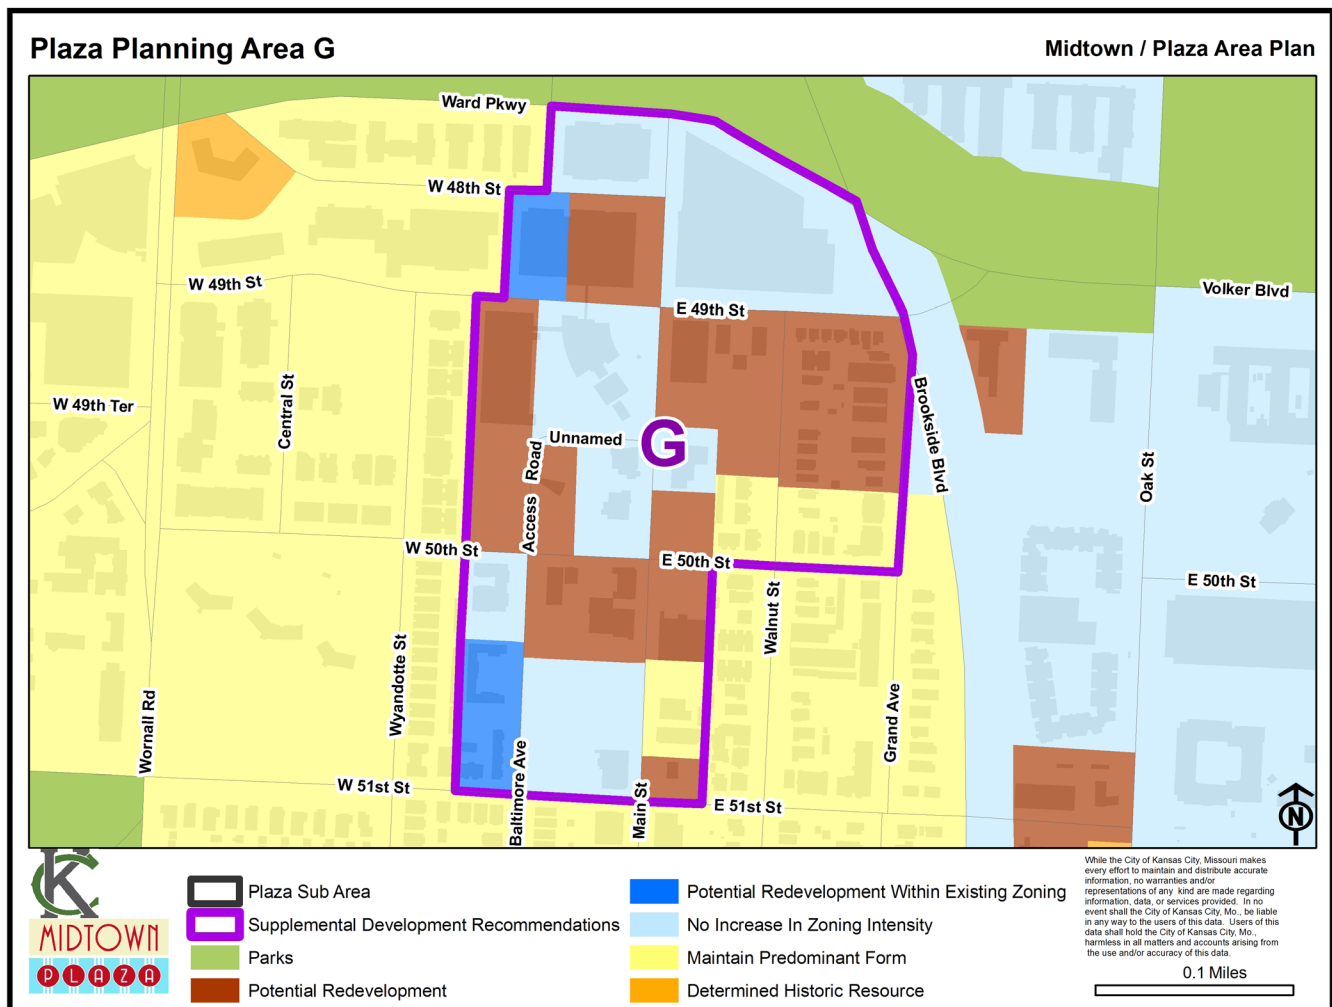 Plaza Planning Area G
Midtown / Plaza Area Plan
Ward Pkwy
W 48th St
W 49th St
E 49th St
Volker Blvd
W 49th Ter
Central St
Unnamed
G
Access Road
Brookside Blvd
Oak St
W 50th St
E 50th St
E 50th St
Walnut St
Wyandotte St
Wornall Rd
Grand Ave
Baltimore Ave
Main St
W 51st St
E 51st St
N
KC
MIDTOWN
PLAZA
Plaza Sub Area
Supplemental Development Recommendations
Parks
Potential Redevelopment
Potential Redevelopment Within Existing Zoning
No Increase In Zoning Intensity
Maintain Predominant Form
Determined Historic Resource
While the City of Kansas City, Missouri makes
every effort to maintain and distribute accurate
information, no warranties and/or
representations of any kind are made regarding
information, data, or services provided. In no
event shall the City of Kansas City, Mo., be liable
in any way to the users of this data. Users of this
data shall hold the City of Kansas City, Mo.,
harmless in all matters and accounts arising from
the use and/or accuracy of this data.
0.1 Miles